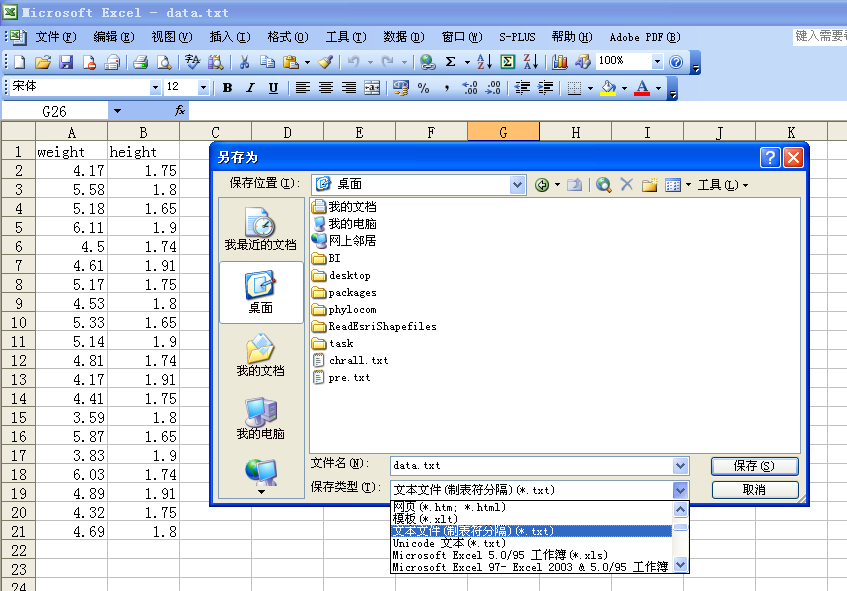 Microsoft Excel - data.txt
文件(F) 编辑(E) 视图(V) 插入(I) 格式(O) 工具(T) 数据(D) 窗口(W) S-PLUS 帮助(H) Adobe PDF(B) 键入需要
100%
宋体 12 B I U
G26 fx
A B C D E F G H I J K
1 weight height
2 4.17 1.75
3 5.58 1.8
4 5.18 1.65
5 6.11 1.9
6 4.5 1.74
7 4.61 1.91
8 5.17 1.75
9 4.53 1.8
10 5.33 1.65
11 5.14 1.9
12 4.81 1.74
13 4.17 1.91
14 4.41 1.75
15 3.59 1.8
16 5.87 1.65
17 3.83 1.9
18 6.03 1.74
19 4.89 1.91
20 4.32 1.75
21 4.69 1.8
22
23
24
另存为
保存位置(I): 桌面 工具(L)
我最近的文档
桌面
我的文档
我的电脑
我的文档
我的电脑
网上邻居
BI
desktop
packages
phylocom
ReadEsriShapefiles
task
chrall.txt
pre.txt
文件名(N): data.txt 保存(S)
保存类型(T): 文本文件(制表符分隔)(*.txt) 取消
网页(*.htm; *.html)
模板(*.xlt)
文本文件(制表符分隔)(*.txt)
Unicode 文本(*.txt)
Microsoft Excel 5.0/95 工作簿(*.xls)
Microsoft Excel 97- Excel 2003 & 5.0/95 工作簿